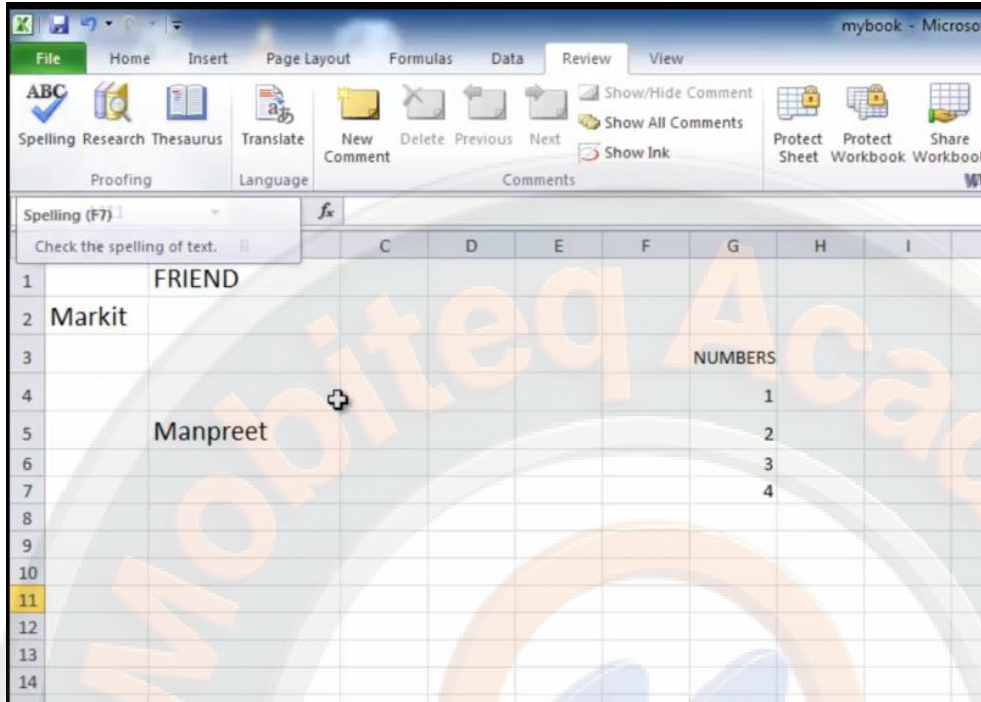 mybook - Microso
File Home Insert Page Layout Formulas Data Review View
ABC
Spelling Research Thesaurus Translate New Comment Delete Previous Next Show/Hide Comment
Show All Comments
Show Ink
Protect Sheet Protect Workbook Share Workboo
Proofing Language Comments
Spelling (F7) fx
Check the spelling of text. B C D E F G H I
1 FRIEND
2 Markit
3 NUMBERS
4 1
5 Manpreet 2
6 3
7 4
8
9
10
11
12
13
14
Mobiteq Acad